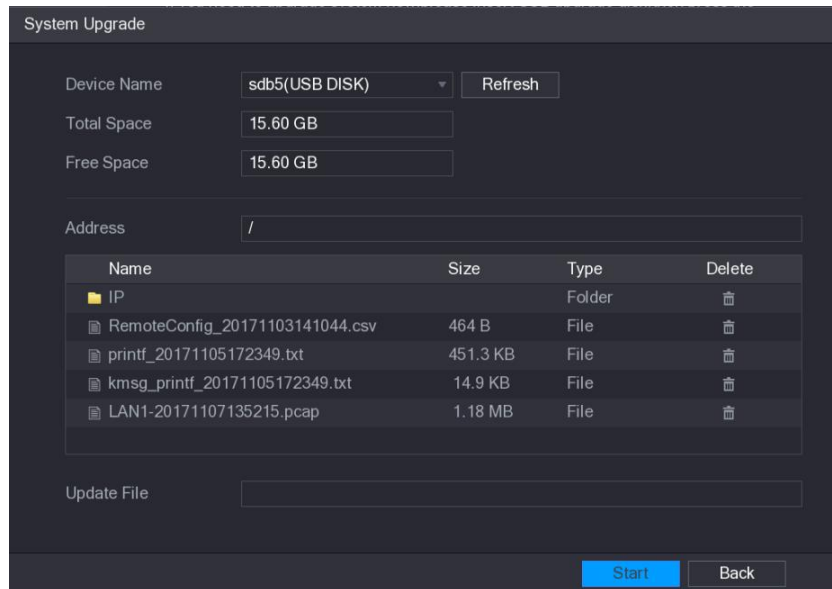 System Upgrade
Device Name sdb5(USB DISK) Refresh
Total Space 15.60 GB
Free Space 15.60 GB
Address /
Name Size Type Delete
IP Folder
RemoteConfig_20171103141044.csv 464 B File
printf_20171105172349.txt 451.3 KB File
kmsg_printf_20171105172349.txt 14.9 KB File
LAN1-20171107135215.pcap 1.18 MB File
Update File
Start Back